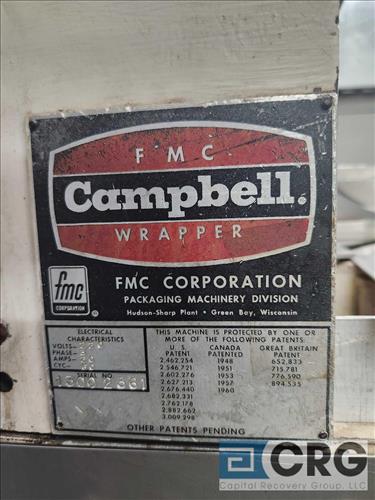 FMC
Campbell.
WRAPPER
fmc
CORPORATION
®
FMC CORPORATION
PACKAGING MACHINERY DIVISION
Hudson-Sharp Plant • Green Bay, Wisconsin
ELECTRICAL
CHARACTERISTICS
VOLTS-
PHASE-
AMPS-
CYC-
SERIAL NO
THIS MACHINE IS PROTECTED BY ONE OR
MORE OF THE FOLLOWING PATENTS:
U.S. CANADA GREAT BRITAIN
PATENT PATENTED PATENT
2,462,254 1948 652,833
2,546,721 1951 715,781
2,602,276 1953 776,590
2,627,213 1957 894,535
2,676,440 1960
2,682,331
2,762,178
2,882,662
3,009,298
OTHER PATENTS PENDING
CRG
Capital Recovery Group, LLC